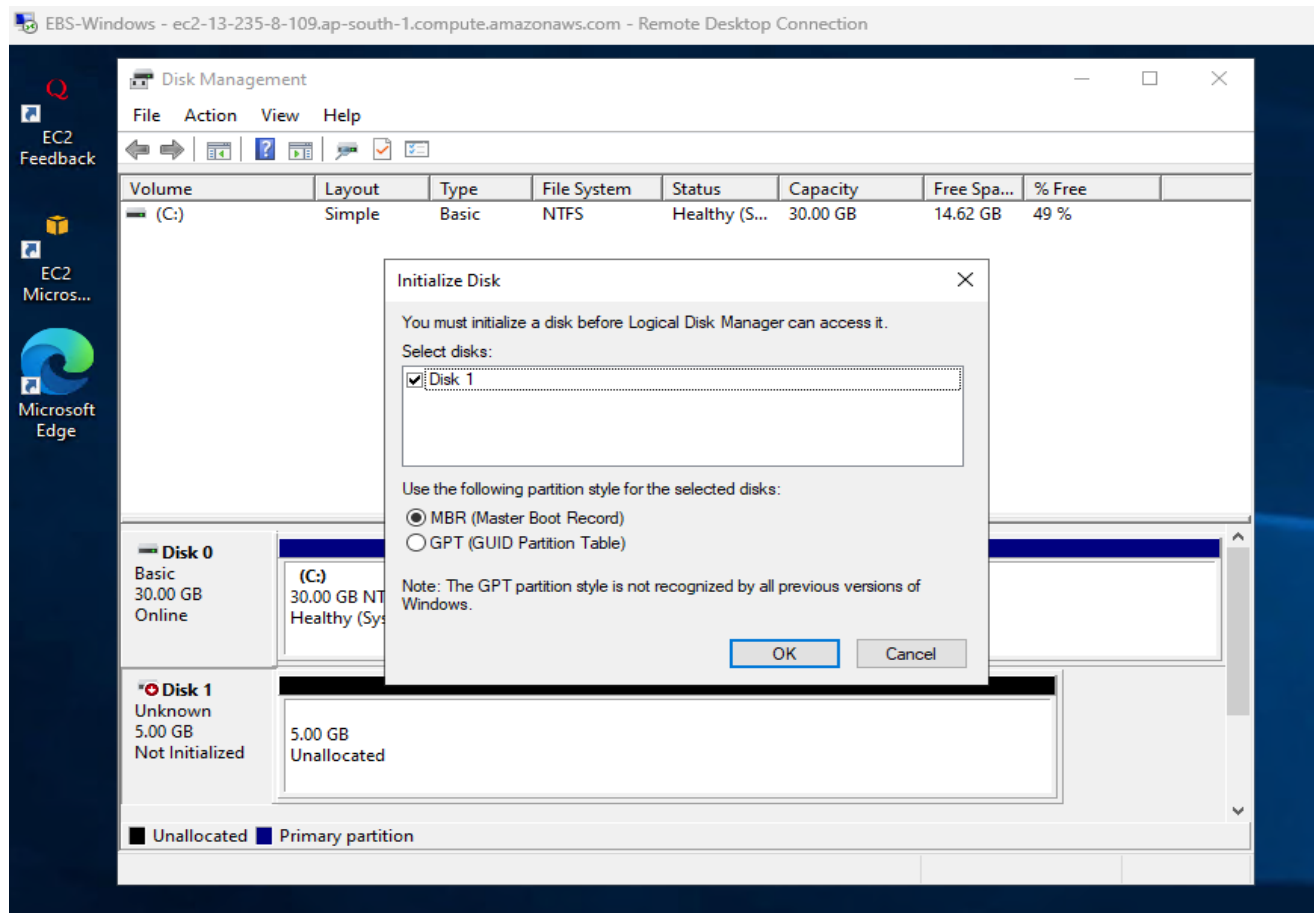 EBS-Windows - ec2-13-235-8-109.ap-south-1.compute.amazonaws.com - Remote Desktop Connection
EC2
Feedback
EC2
Micros...
Microsoft
Edge
Disk Management
File Action View Help
Volume Layout Type File System Status Capacity Free Spa... % Free
(C:) Simple Basic NTFS Healthy (S... 30.00 GB 14.62 GB 49 %
Initialize Disk
You must initialize a disk before Logical Disk Manager can access it.
Select disks:
Disk 1
Use the following partition style for the selected disks:
MBR (Master Boot Record)
GPT (GUID Partition Table)
Note: The GPT partition style is not recognized by all previous versions of
Windows.
OK Cancel
Disk 0
Basic
30.00 GB
Online
(C:)
30.00 GB NT
Healthy (Sy
Disk 1
Unknown
5.00 GB
Not Initialized
5.00 GB
Unallocated
Unallocated Primary partition